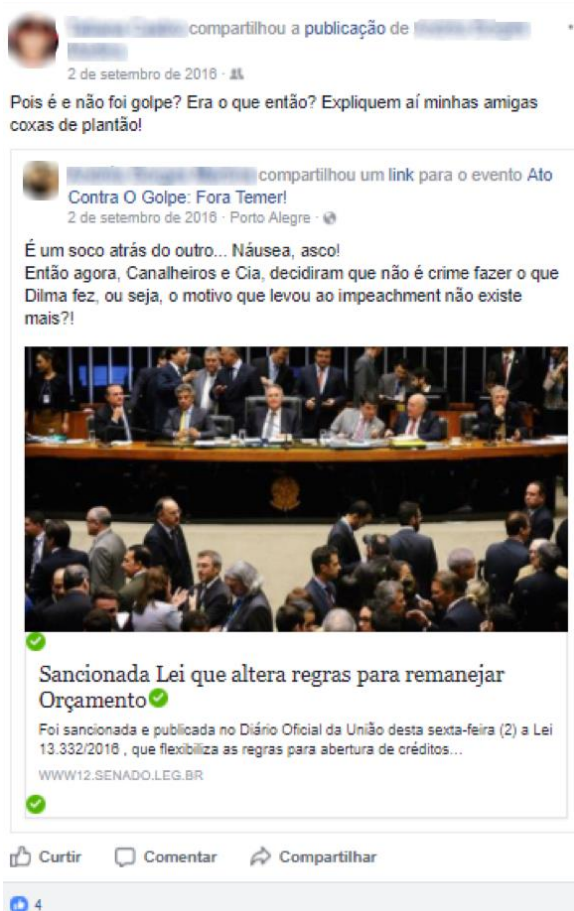 compartilhou a publicação de
2 de setembro de 2016 ·
Pois é e não foi golpe? Era o que então? Expliquem aí minhas amigas
coxas de plantão!
compartilhou um link para o evento Ato
Contra O Golpe: Fora Temer!
2 de setembro de 2016 · Porto Alegre ·
É um soco atrás do outro... Náusea, asco!
Então agora, Canalheiros e Cia, decidiram que não é crime fazer o que
Dilma fez, ou seja, o motivo que levou ao impeachment não existe
mais?!
Sancionada Lei que altera regras para remanejar
Orçamento
Foi sancionada e publicada no Diário Oficial da União desta sexta-feira (2) a Lei
13.332/2016 , que flexibiliza as regras para abertura de créditos...
WWW12.SENADO.LEG.BR
Curtir Comentar Compartilhar
4